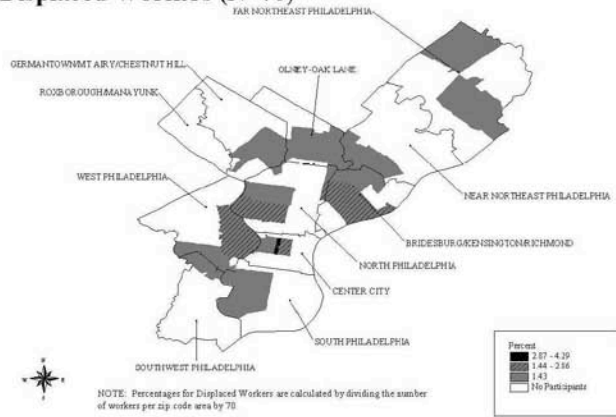 FAR NORTHEAST PHILADELPHIA
GERMANTOWN/MT AIRY/CHESTNUT HILL
OLNEY-OAK LANE
ROXBOROUGH/MANAYUNK
WEST PHILADELPHIA
NEAR NORTHEAST PHILADELPHIA
BRIDESBURG/KENSINGTON/RICHMOND
NORTH PHILADELPHIA
CENTER CITY
SOUTH PHILADELPHIA
SOUTHWEST PHILADELPHIA
Percent
2.87 - 4.29
1.44 - 2.86
1.43
No Participants
NOTE: Percentages for Displaced Workers are calculated by dividing the number
of workers per zip code area by 70.